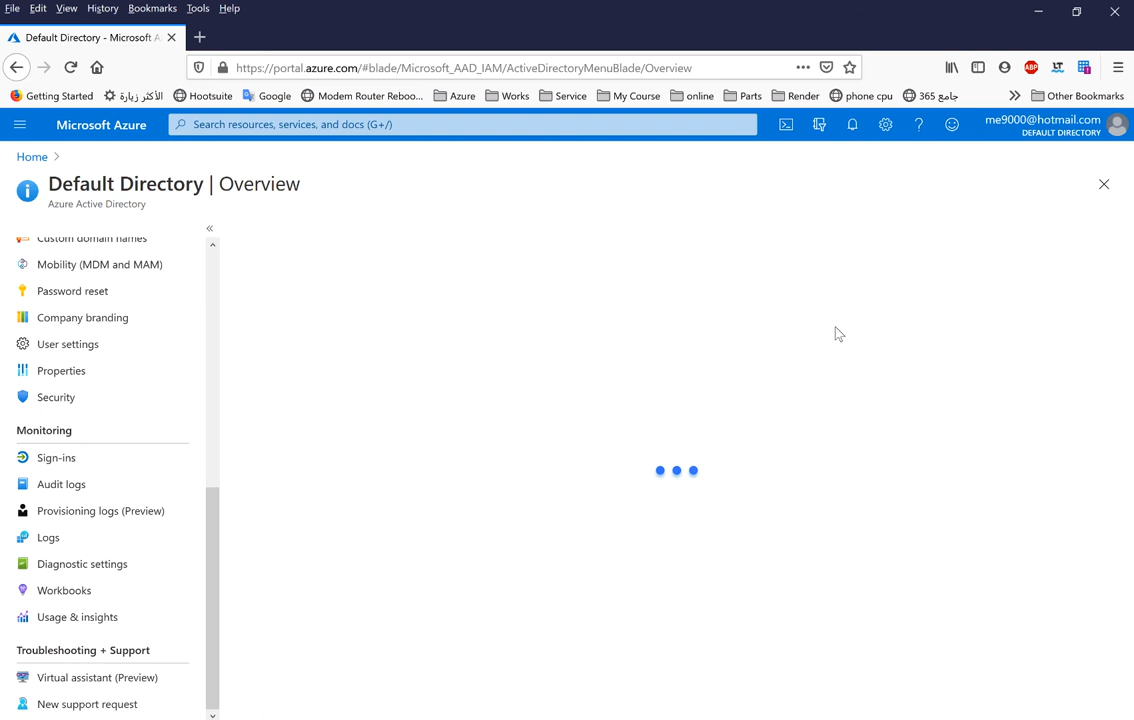 File Edit View History Bookmarks Tools Help
Default Directory - Microsoft A
https://portal.azure.com/#blade/Microsoft_AAD_IAM/ActiveDirectoryMenuBlade/Overview
Getting Started الأكثر زيارة Hootsuite Google Modem Router Reboo... Azure Works Service My Course online Parts Render phone cpu جامع 365 Other Bookmarks
Microsoft Azure Search resources, services, and docs (G+/) me9000@hotmail.com
DEFAULT DIRECTORY
Home
Default Directory | Overview
Azure Active Directory
Custom domain names
Mobility (MDM and MAM)
Password reset
Company branding
User settings
Properties
Security
Monitoring
Sign-ins
Audit logs
Provisioning logs (Preview)
Logs
Diagnostic settings
Workbooks
Usage & insights
Troubleshooting + Support
Virtual assistant (Preview)
New support request